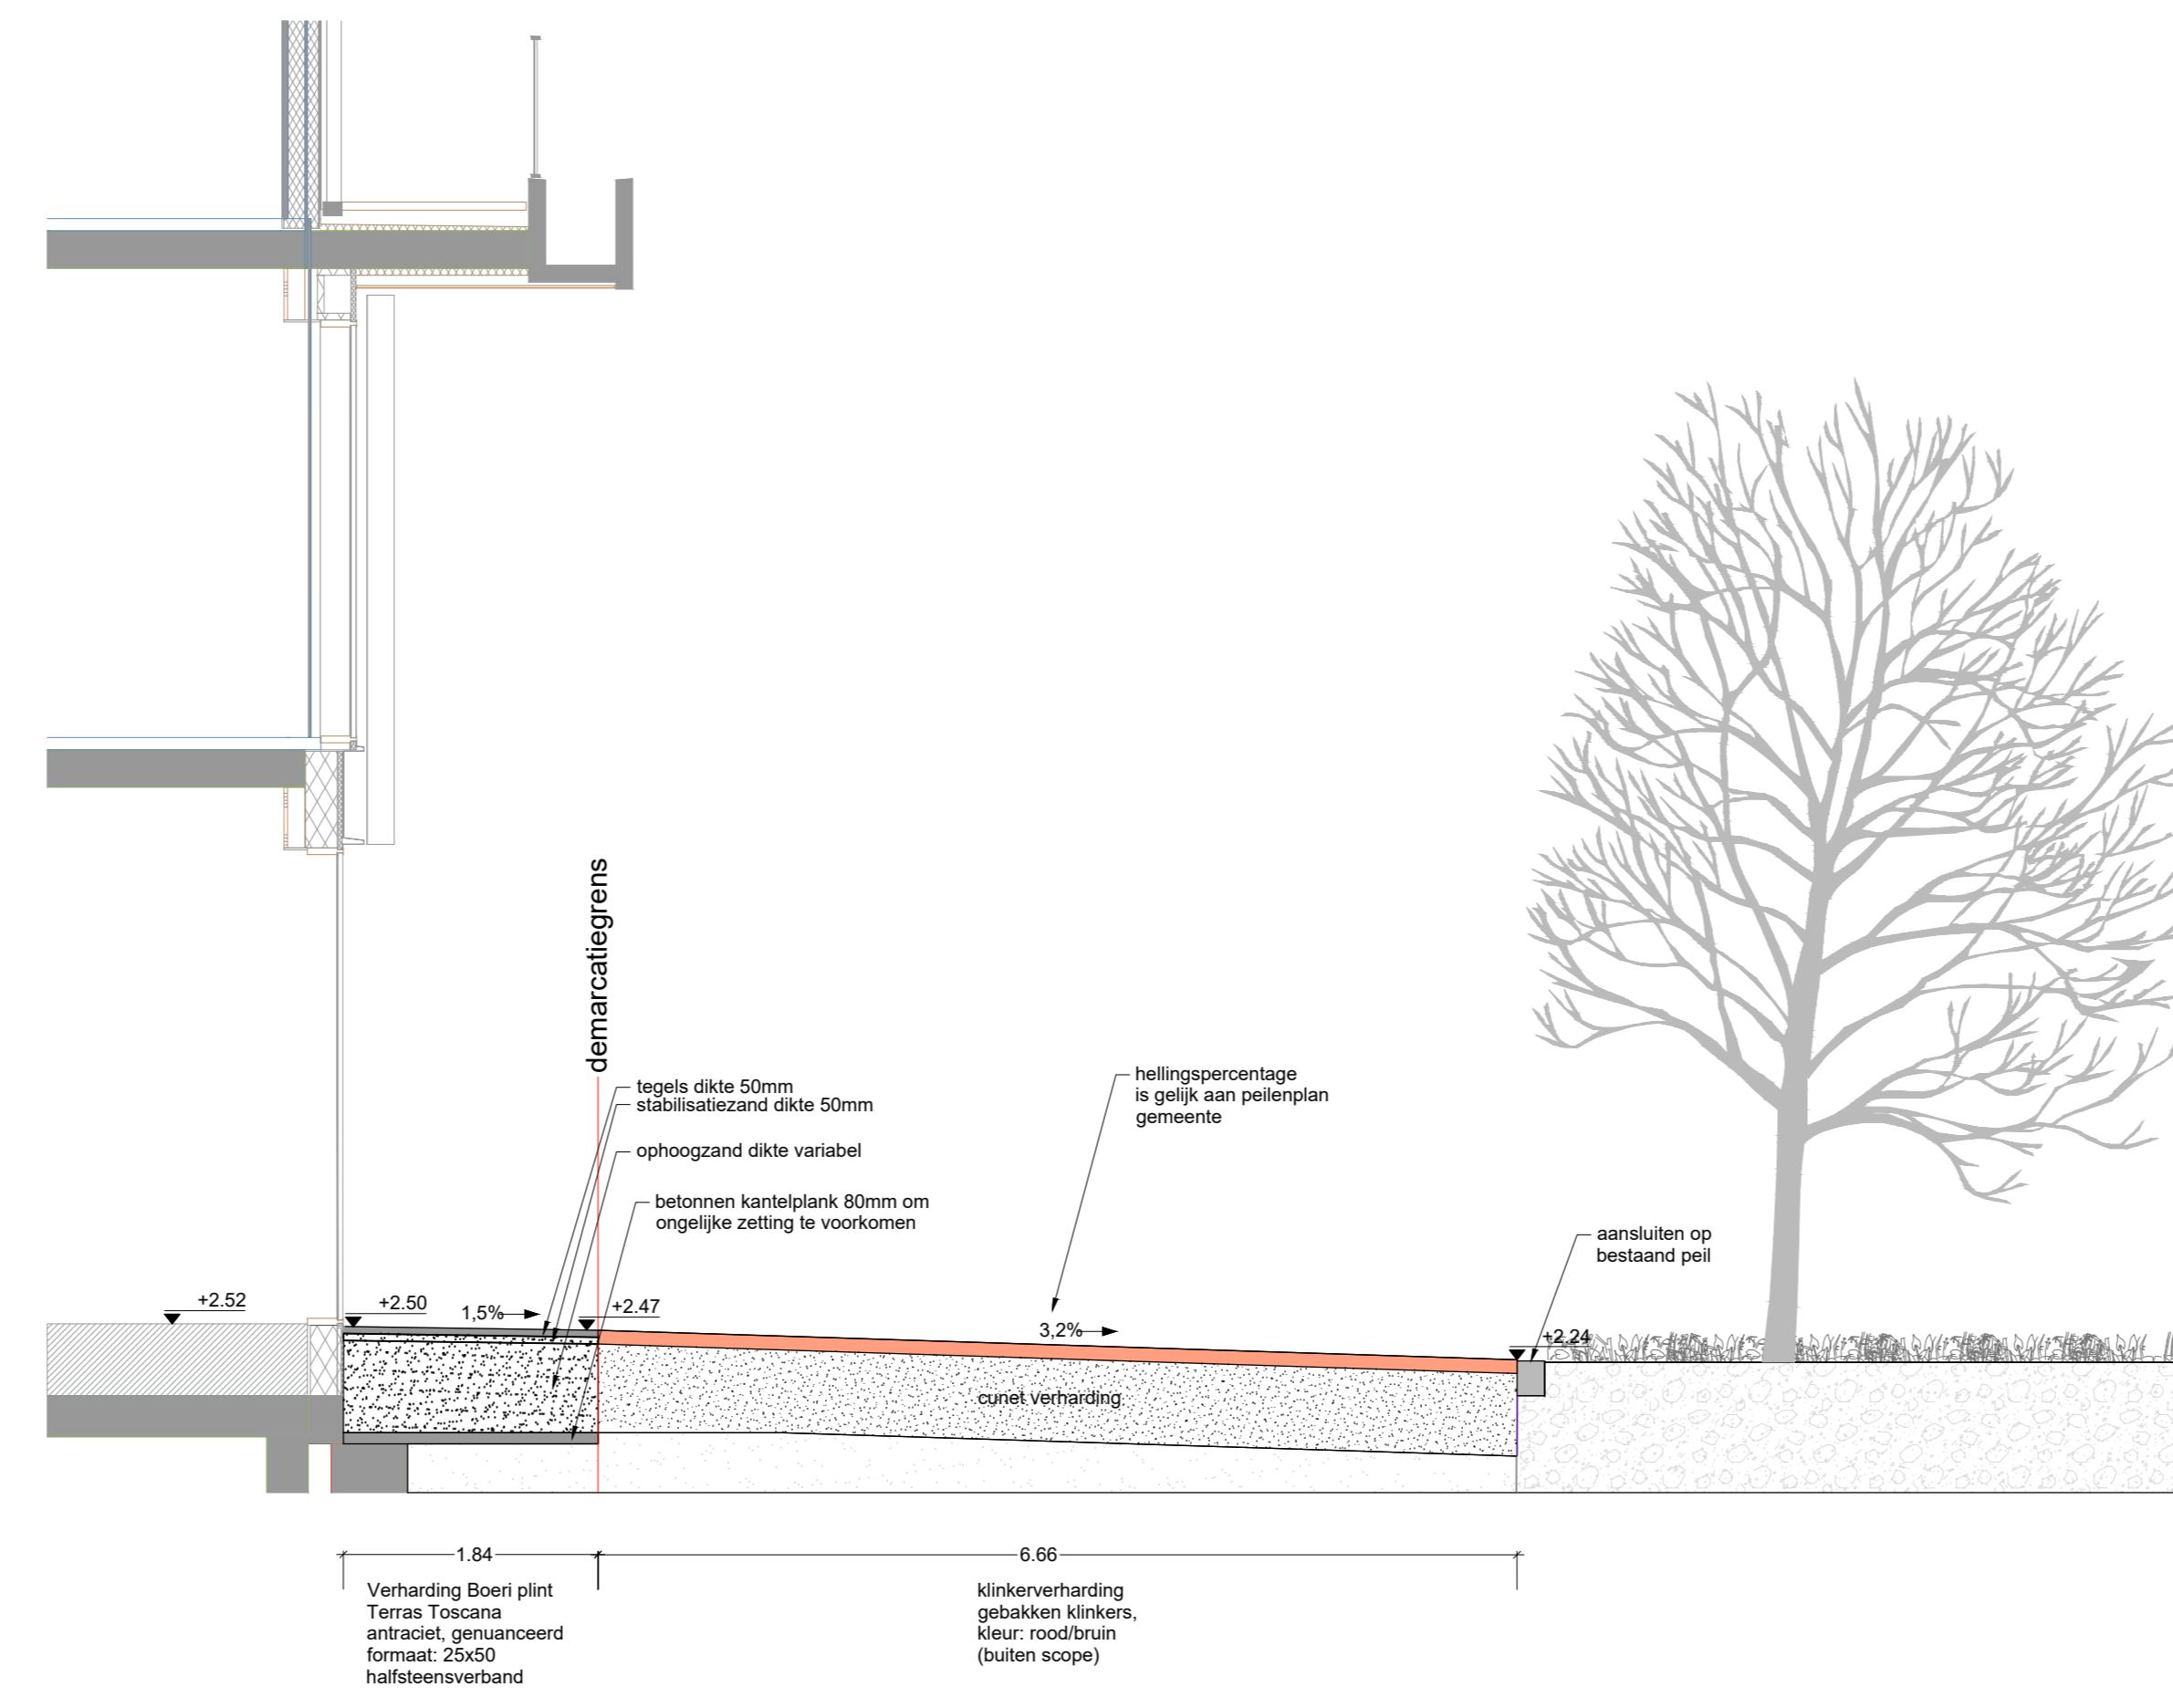 demarcatiegrens
tegels dikte 50mm
stabilisatiezand dikte 50mm
ophoogzand dikte variabel
betonnen kantelplank 80mm om
ongelijke zetting te voorkomen
hellingspercentage
is gelijk aan peilenplan
gemeente
aansluiten op
bestaand peil
+2.52
+2.50
1,5%
+2.47
3,2%
+2.24
cunet verharding
1.84
6.66
Verharding Boeri plint
Terras Toscana
antraciet, genuanceerd
formaat: 25x50
halfsteensverband
klinkerverharding
gebakken klinkers,
kleur: rood/bruin
(buiten scope)